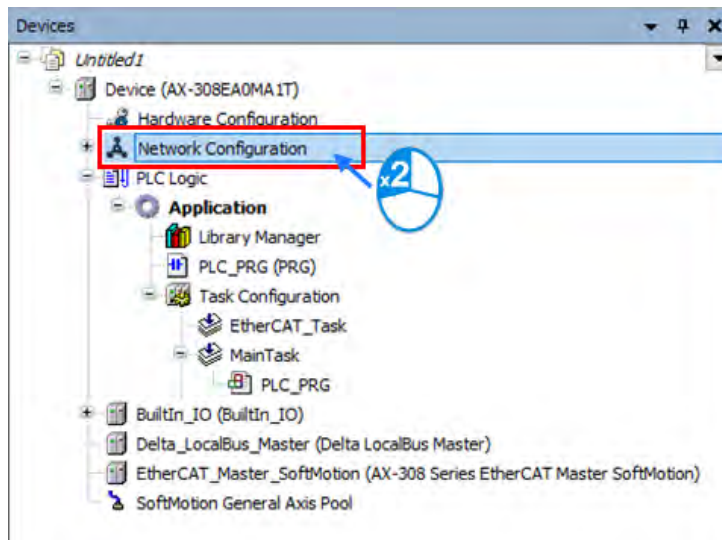 Devices
Untitled1
Device (AX-308EA0MA1T)
Hardware Configuration
Network Configuration
x2
PLC Logic
Application
Library Manager
PLC_PRG (PRG)
Task Configuration
EtherCAT_Task
MainTask
PLC_PRG
BuiltIn_IO (BuiltIn_IO)
Delta_LocalBus_Master (Delta LocalBus Master)
EtherCAT_Master_SoftMotion (AX-308 Series EtherCAT Master SoftMotion)
SoftMotion General Axis Pool